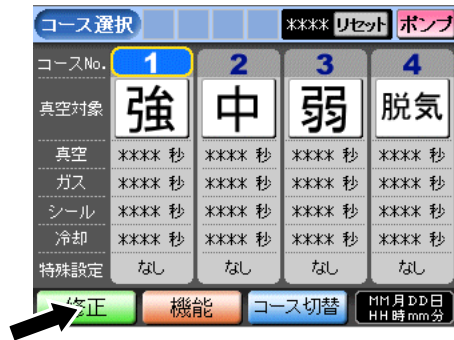 コース選択 **** リセット ポンプ
コースNo. 1 2 3 4
真空対象 強 中 弱 脱気
真空 **** 秒 **** 秒 **** 秒 **** 秒
ガス **** 秒 **** 秒 **** 秒 **** 秒
シール **** 秒 **** 秒 **** 秒 **** 秒
冷却 **** 秒 **** 秒 **** 秒 **** 秒
特殊設定 なし なし なし なし
修正 機能 コース切替 MM月DD日
HH時mm分